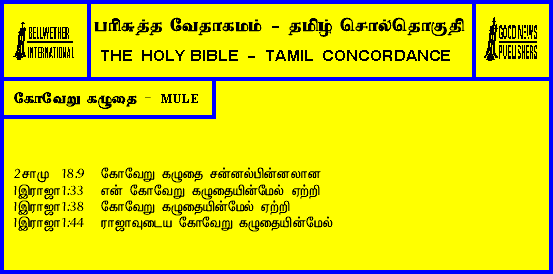 BELLWETHER
INTERNATIONAL
பரிசுத்த வேதாகமம் - தமிழ் சொல்தொகுதி
THE HOLY BIBLE - TAMIL CONCORDANCE
GOOD NEWS
PUBLISHERS
கோவேறு கழுதை - MULE
2சாமு 18:9 கோவேறு கழுதை சன்னல்பின்னலான
1இராஜா1:33 என் கோவேறு கழுதையின்மேல் ஏற்றி
1இராஜா1:38 கோவேறு கழுதையின்மேல் ஏற்றி
1இராஜா1:44 ராஜாவுடைய கோவேறு கழுதையின்மேல்